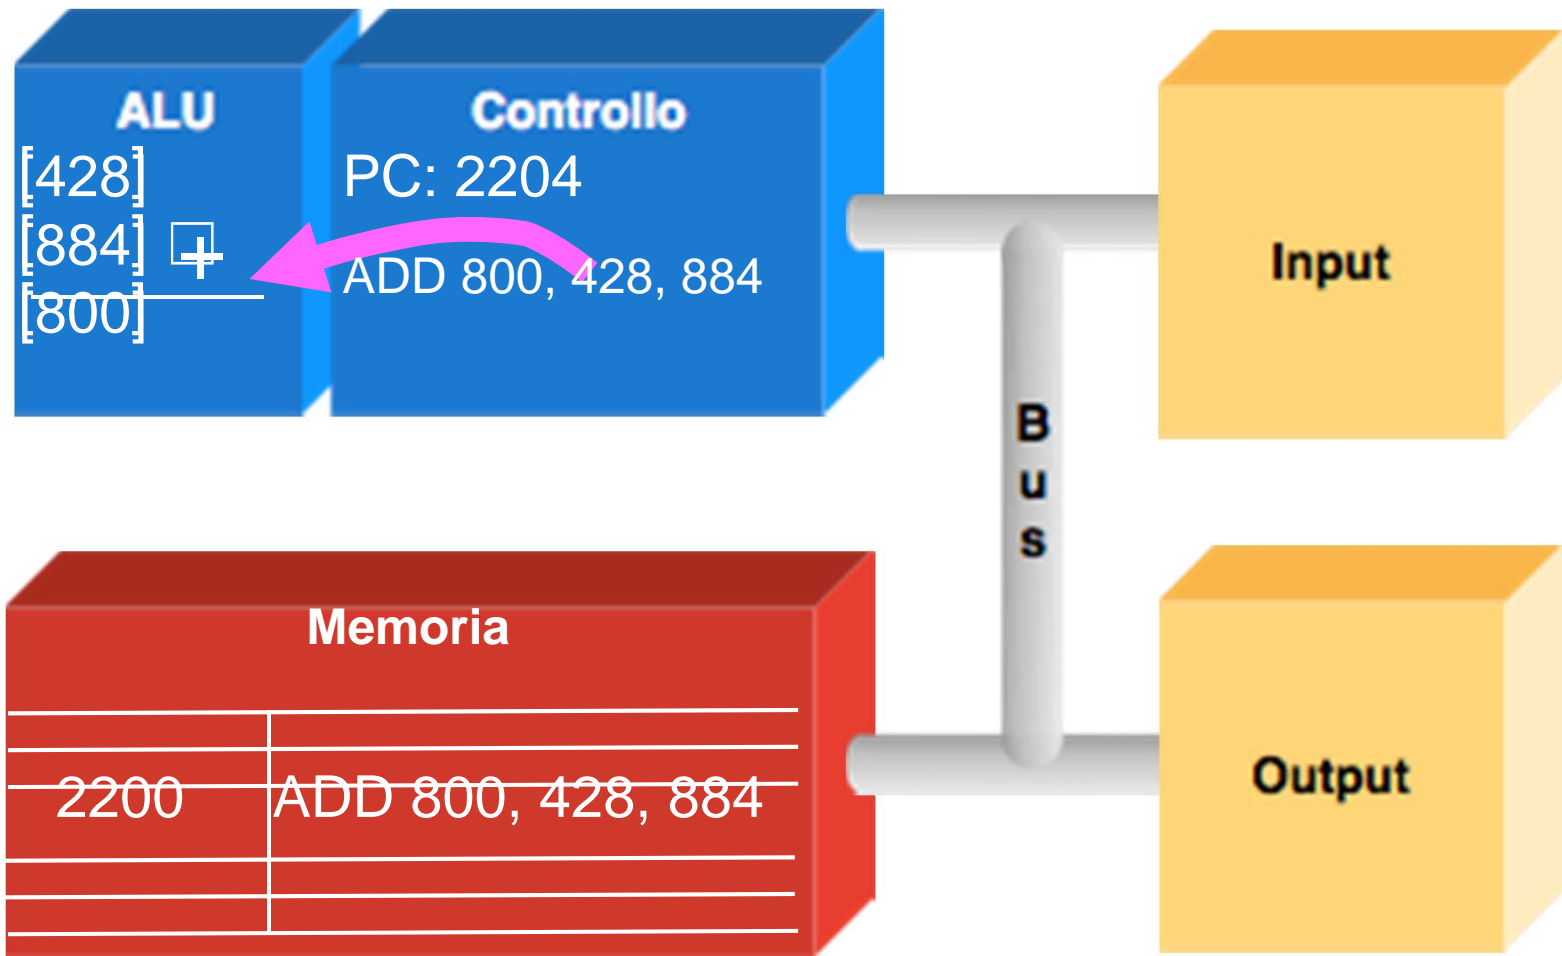 ALU
[428]
[884] +
[800]
Controllo
PC: 2204
ADD 800, 428, 884
Input
Bus
Memoria
2200 ADD 800, 428, 884
Output